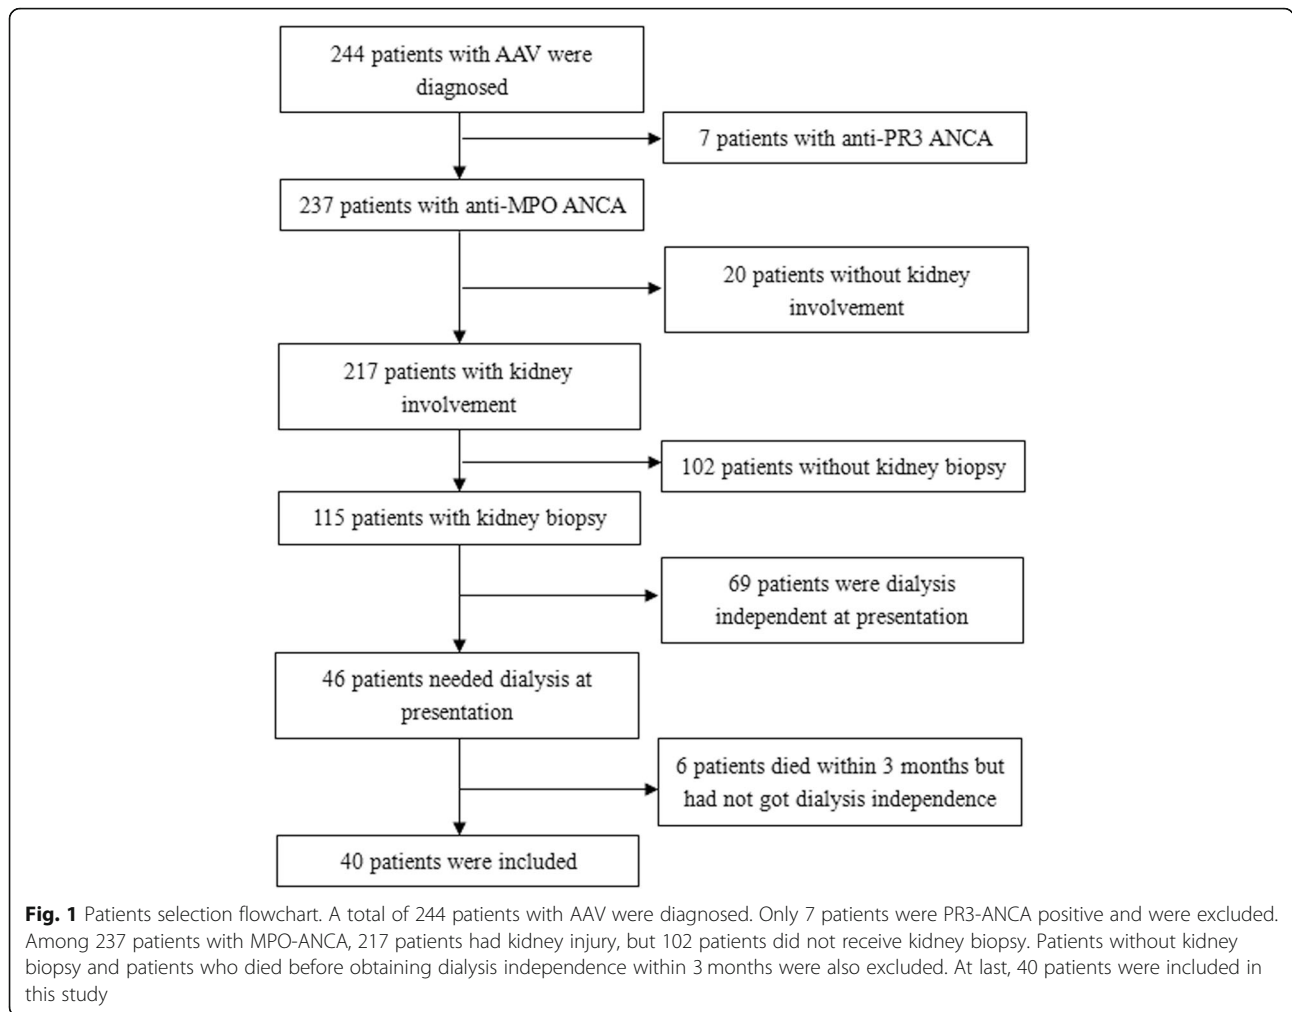 244 patients with AAV were
diagnosed
7 patients with anti-PR3 ANCA
237 patients with anti-MPO ANCA
20 patients without kidney
involvement
217 patients with kidney
involvement
102 patients without kidney biopsy
115 patients with kidney biopsy
69 patients were dialysis
independent at presentation
46 patients needed dialysis at
presentation
6 patients died within 3 months but
had not got dialysis independence
40 patients were included
Fig. 1 Patients selection flowchart. A total of 244 patients with AAV were diagnosed. Only 7 patients were PR3-ANCA positive and were excluded.
Among 237 patients with MPO-ANCA, 217 patients had kidney injury, but 102 patients did not receive kidney biopsy. Patients without kidney
biopsy and patients who died before obtaining dialysis independence within 3 months were also excluded. At last, 40 patients were included in
this study